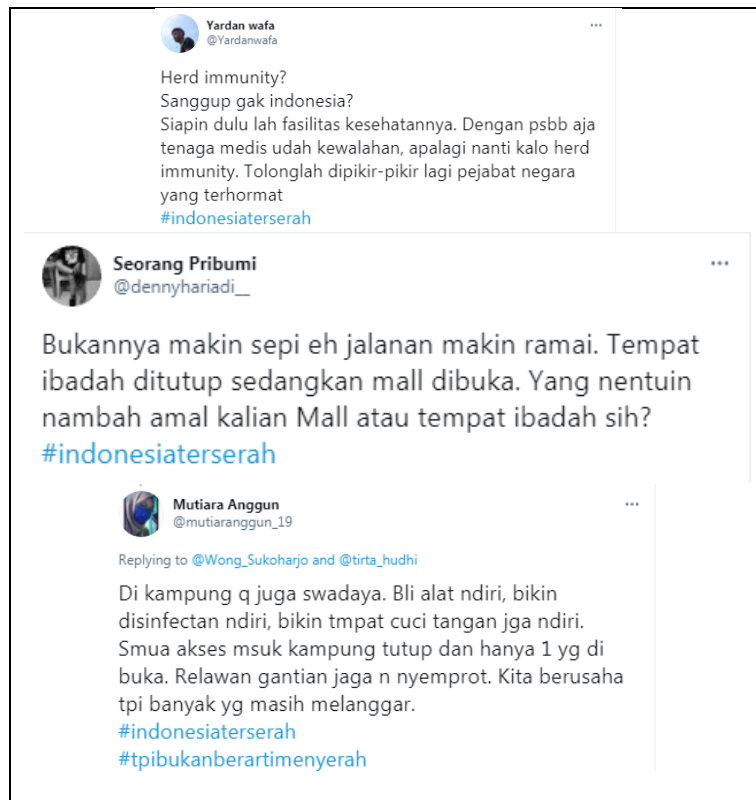 Yardan wafa
@Yardanwafa
Herd immunity?
Sanggup gak indonesia?
Siapin dulu lah fasilitas kesehatannya. Dengan psbb aja
tenaga medis udah kewalahan, apalagi nanti kalo herd
immunity. Tolonglah dipikir-pikir lagi pejabat negara
yang terhormat
#indonesiaterserah
Seorang Pribumi
@dennyhariadi__
Bukannya makin sepi eh jalanan makin ramai. Tempat
ibadah ditutup sedangkan mall dibuka. Yang nentuin
nambah amal kalian Mall atau tempat ibadah sih?
#indonesiaterserah
Mutiara Anggun
@mutiaranggun_19
Replying to @Wong_Sukoharjo and @tirta_hudhi
Di kampung q juga swadaya. Bli alat ndiri, bikin
disinfectan ndiri, bikin tmpat cuci tangan jga ndiri.
Smua akses msuk kampung tutup dan hanya 1 yg di
buka. Relawan gantian jaga n nyemprot. Kita berusaha
tpi banyak yg masih melanggar.
#indonesiaterserah
#tpibukanberartimenyerah